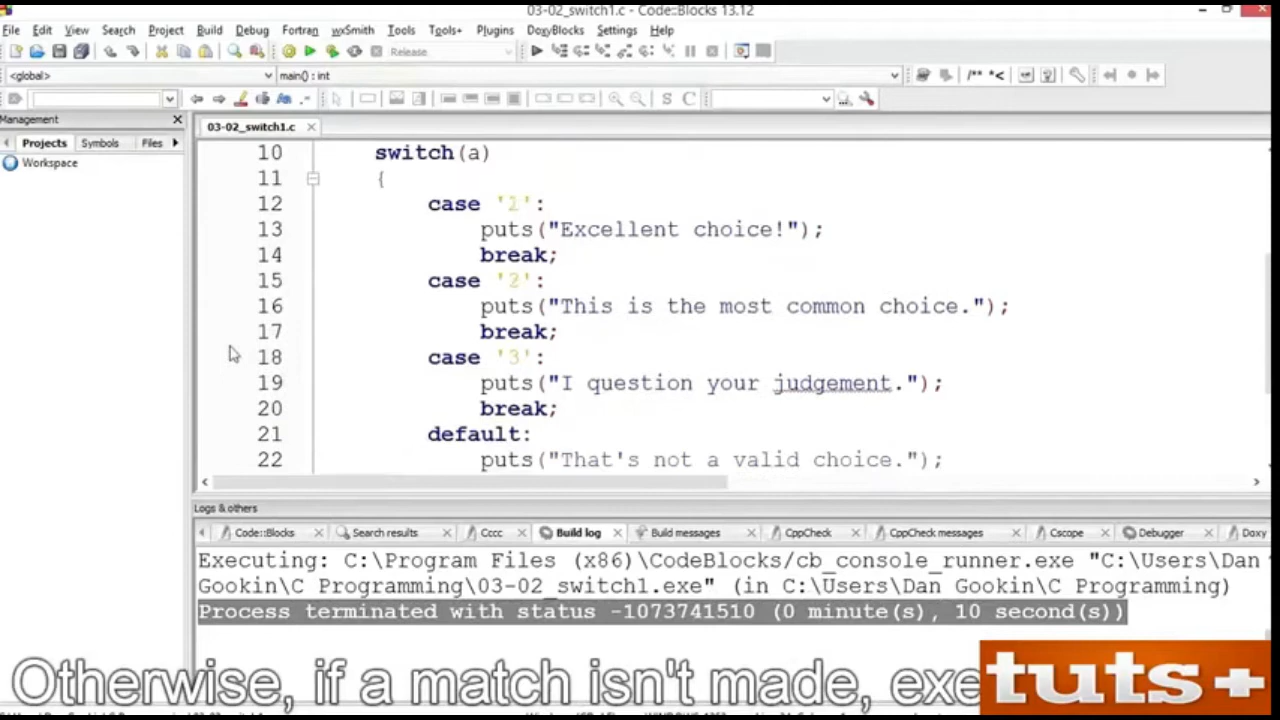 03-02_switch1.c - Code::Blocks 13.12
File Edit View Search Project Build Debug Fortran wxSmith Tools Tools+ Plugins DoxyBlocks Settings Help
Release
<global> main() : int /** *<
S C
Management
03-02_switch1.c
Projects Symbols Files
Workspace
10 switch(a)
11 {
12 case '1':
13 puts("Excellent choice!");
14 break;
15 case '2':
16 puts("This is the most common choice.");
17 break;
18 case '3':
19 puts("I question your judgement.");
20 break;
21 default:
22 puts("That's not a valid choice.");
Logs & others
Code::Blocks Search results Cccc Build log Build messages CppCheck CppCheck messages Cscope Debugger Doxy
Executing: C:\Program Files (x86)\CodeBlocks/cb_console_runner.exe "C:\Users\Dan
Gookin\C Programming\03-02_switch1.exe" (in C:\Users\Dan Gookin\C Programming)
Process terminated with status -1073741510 (0 minute(s), 10 second(s))
Otherwise, if a match isn't made, exe
tuts+